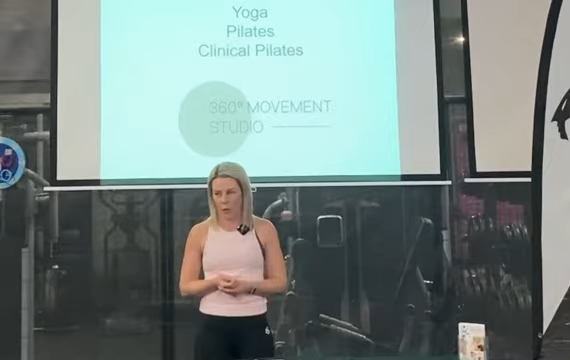 Yoga
Pilates
Clinical Pilates
360° MOVEMENT
STUDIO